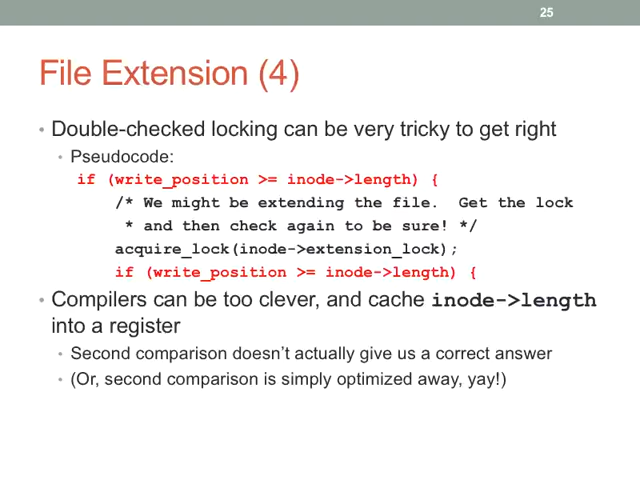 25
File Extension (4)
• Double-checked locking can be very tricky to get right
• Pseudocode:
if (write_position >= inode->length) {
/* We might be extending the file.  Get the lock
* and then check again to be sure! */
acquire_lock(inode->extension_lock);
if (write_position >= inode->length) {
• Compilers can be too clever, and cache inode->length
into a register
• Second comparison doesn’t actually give us a correct answer
• (Or, second comparison is simply optimized away, yay!)